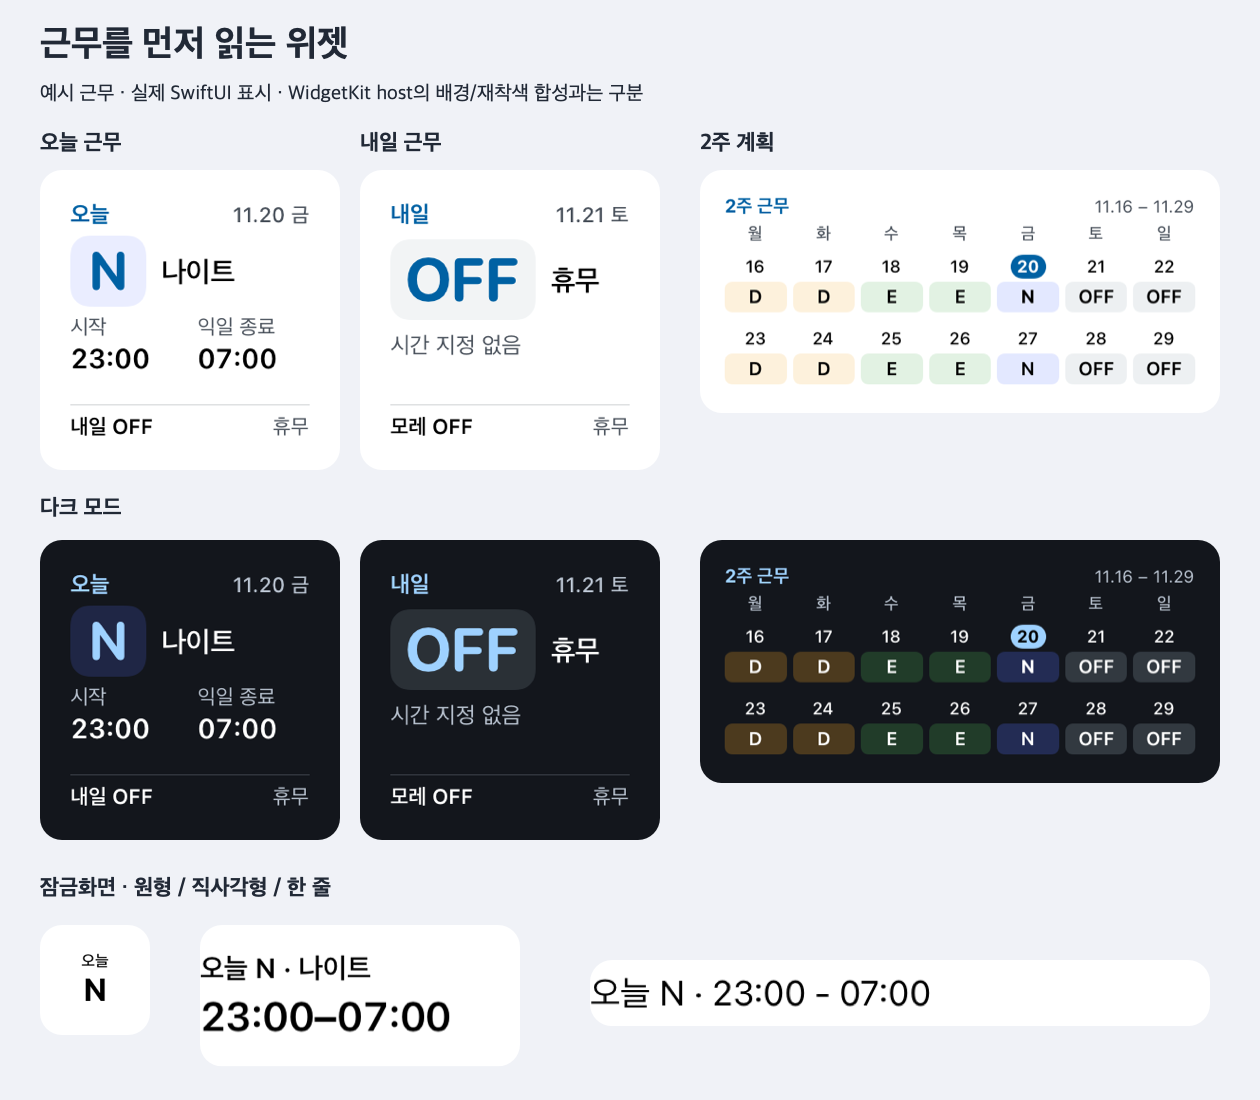 근무를 먼저 읽는 위젯
예시 근무 · 실제 SwiftUI 표시 · WidgetKit host의 배경/재착색 합성과는 구분
오늘 근무
오늘 11.20 금
N 나이트
시작 익일 종료
23:00 07:00
내일 OFF 휴무
내일 근무
내일 11.21 토
OFF 휴무
시간 지정 없음
모레 OFF 휴무
2주 계획
2주 근무 11.16 – 11.29
월 화 수 목 금 토 일
16 17 18 19 20 21 22
D D E E N OFF OFF
23 24 25 26 27 28 29
D D E E N OFF OFF
다크 모드
오늘 11.20 금
N 나이트
시작 익일 종료
23:00 07:00
내일 OFF 휴무
내일 11.21 토
OFF 휴무
시간 지정 없음
모레 OFF 휴무
2주 근무 11.16 – 11.29
월 화 수 목 금 토 일
16 17 18 19 20 21 22
D D E E N OFF OFF
23 24 25 26 27 28 29
D D E E N OFF OFF
잠금화면 · 원형 / 직사각형 / 한 줄
오늘
N
오늘 N · 나이트
23:00–07:00
오늘 N · 23:00 - 07:00